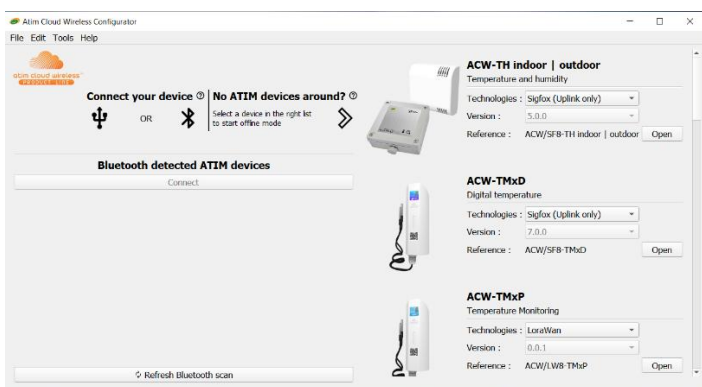 Atim Cloud Wireless Configurator
File Edit Tools Help
atim cloud wireless™
PRODUCT LINE
Connect your device
OR
No ATIM devices around?
Select a device in the right list
to start offline mode
Bluetooth detected ATIM devices
Connect
Refresh Bluetooth scan
ACW-TH indoor | outdoor
Temperature and humidity
Technologies : Sigfox (Uplink only)
Version : 5.0.0
Reference : ACW/SF8-TH indoor | outdoor Open
ACW-TMxD
Digital temperature
Technologies : Sigfox (Uplink only)
Version : 7.0.0
Reference : ACW/SF8-TMxD Open
ACW-TMxP
Temperature Monitoring
Technologies : LoraWan
Version : 0.0.1
Reference : ACW/LW8-TMxP Open